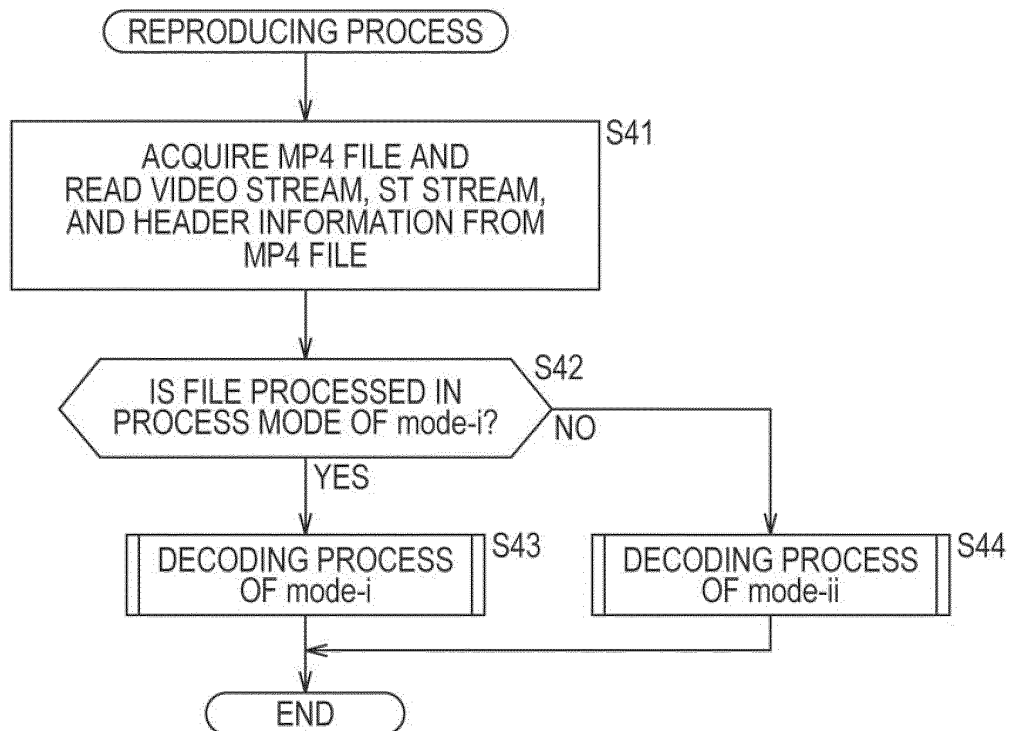 REPRODUCING PROCESS
S41
ACQUIRE MP4 FILE AND
READ VIDEO STREAM, ST STREAM,
AND HEADER INFORMATION FROM
MP4 FILE
S42
IS FILE PROCESSED IN
PROCESS MODE OF mode-i?
NO
YES
S43
DECODING PROCESS
OF mode-i
S44
DECODING PROCESS
OF mode-ii
END